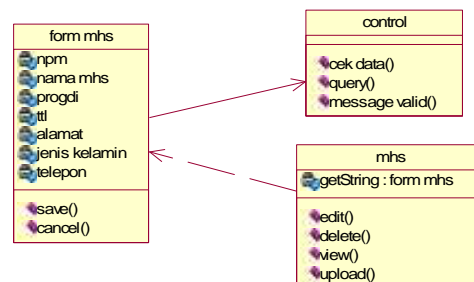 form mhs
npm
nama mhs
progdi
ttl
alamat
jenis kelamin
telepon
save()
cancel()
control
cek data()
query()
message valid()
mhs
getString : form mhs
edit()
delete()
view()
upload()